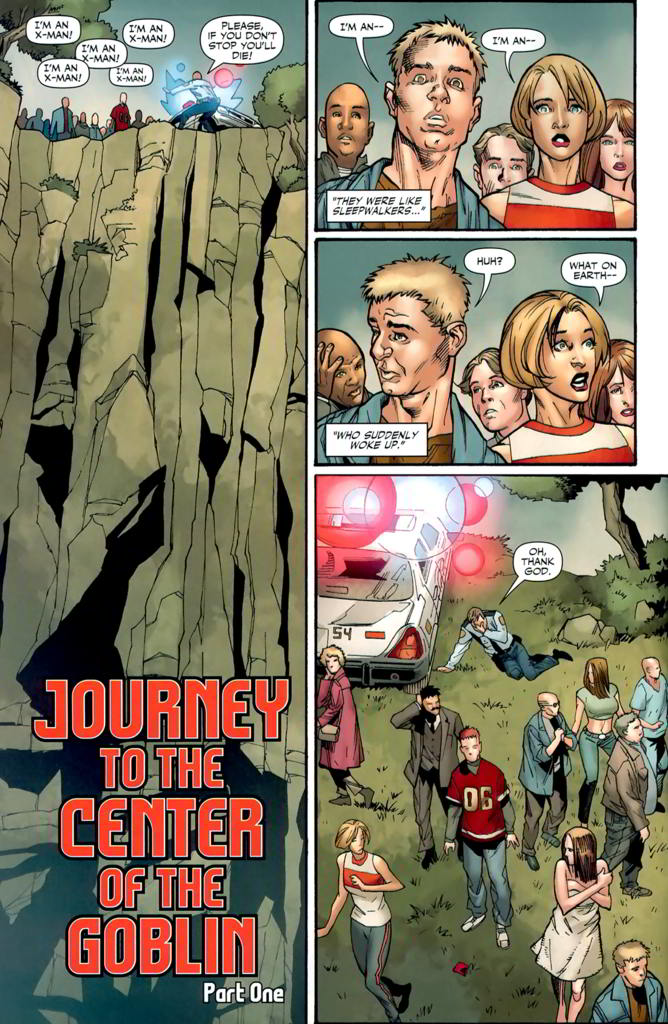 I'M AN
X-MAN!
I'M AN
X-MAN!
I'M AN
X-MAN!
I'M AN
X-MAN!
I'M AN
X-MAN!
PLEASE,
IF YOU DON'T
STOP YOU'LL
DIE!
JOURNEY
TO THE
CENTER
OF THE
GOBLIN
Part One
I'M AN--
I'M AN--
"THEY WERE LIKE
SLEEPWALKERS..."
HUH?
WHAT ON
EARTH--
"WHO SUDDENLY
WOKE UP."
OH,
THANK
GOD.
54
06